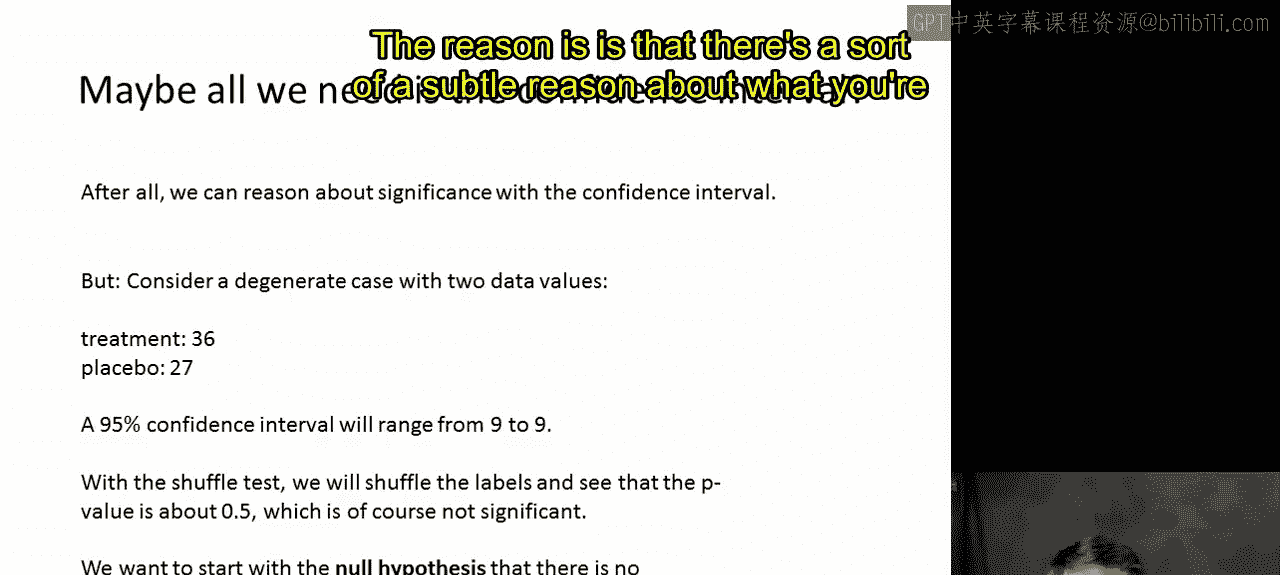 GPT中英字幕课程资源@bilibili.com
The reason is is that there's a sort
of a subtle reason about what you're
Maybe all we need is the confidence interval.
After all, we can reason about significance with the confidence interval.
But: Consider a degenerate case with two data values:
treatment: 36
placebo: 27
A 95% confidence interval will range from 9 to 9.
With the shuffle test, we will shuffle the labels and see that the p-
value is about 0.5, which is of course not significant.
We want to start with the null hypothesis that there is no